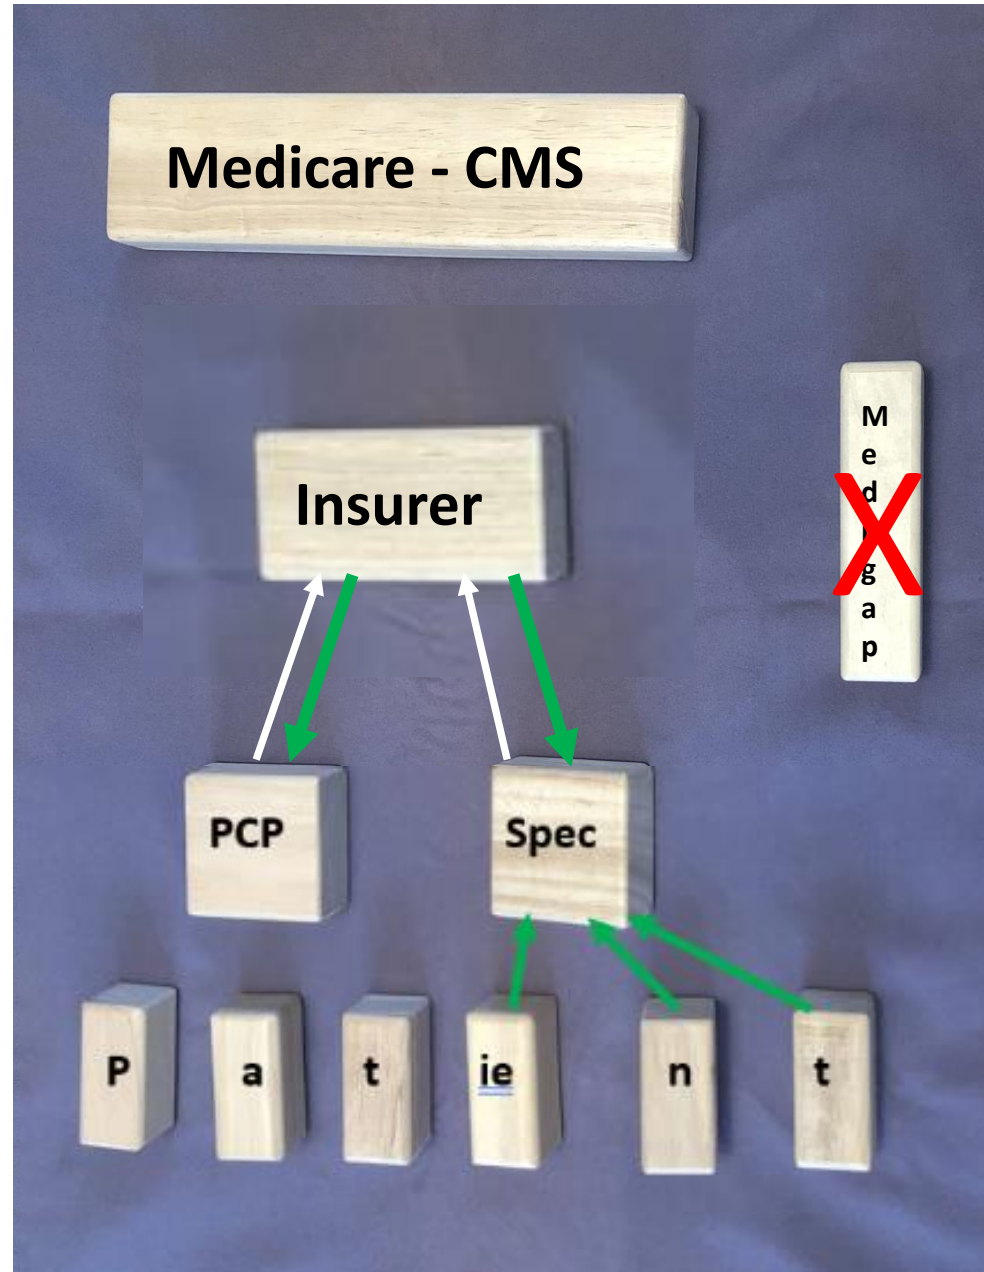 Medicare - CMS
Insurer
Medigap
X
PCP
Spec
P a t ie n t